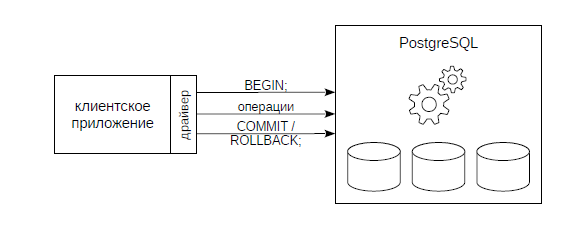 клиентское
приложение
драйвер
BEGIN;
операции
COMMIT /
ROLLBACK;
PostgreSQL